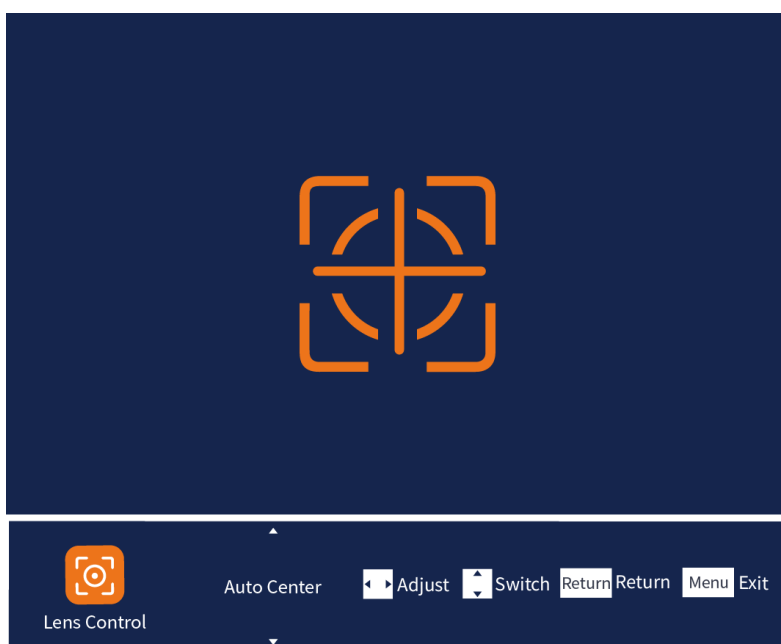 Auto Center
Adjust
Switch
Return Return
Menu Exit
Lens Control